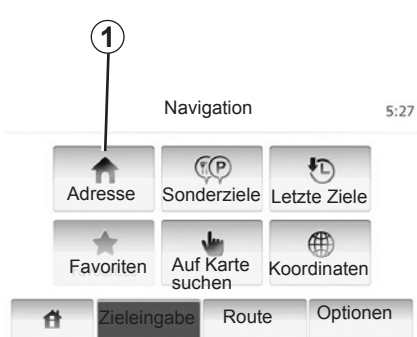 1
Navigation
5:27
Adresse
Sonderziele
Letzte Ziele
Favoriten
Auf Karte
suchen
Koordinaten
Zieleingabe
Route
Optionen